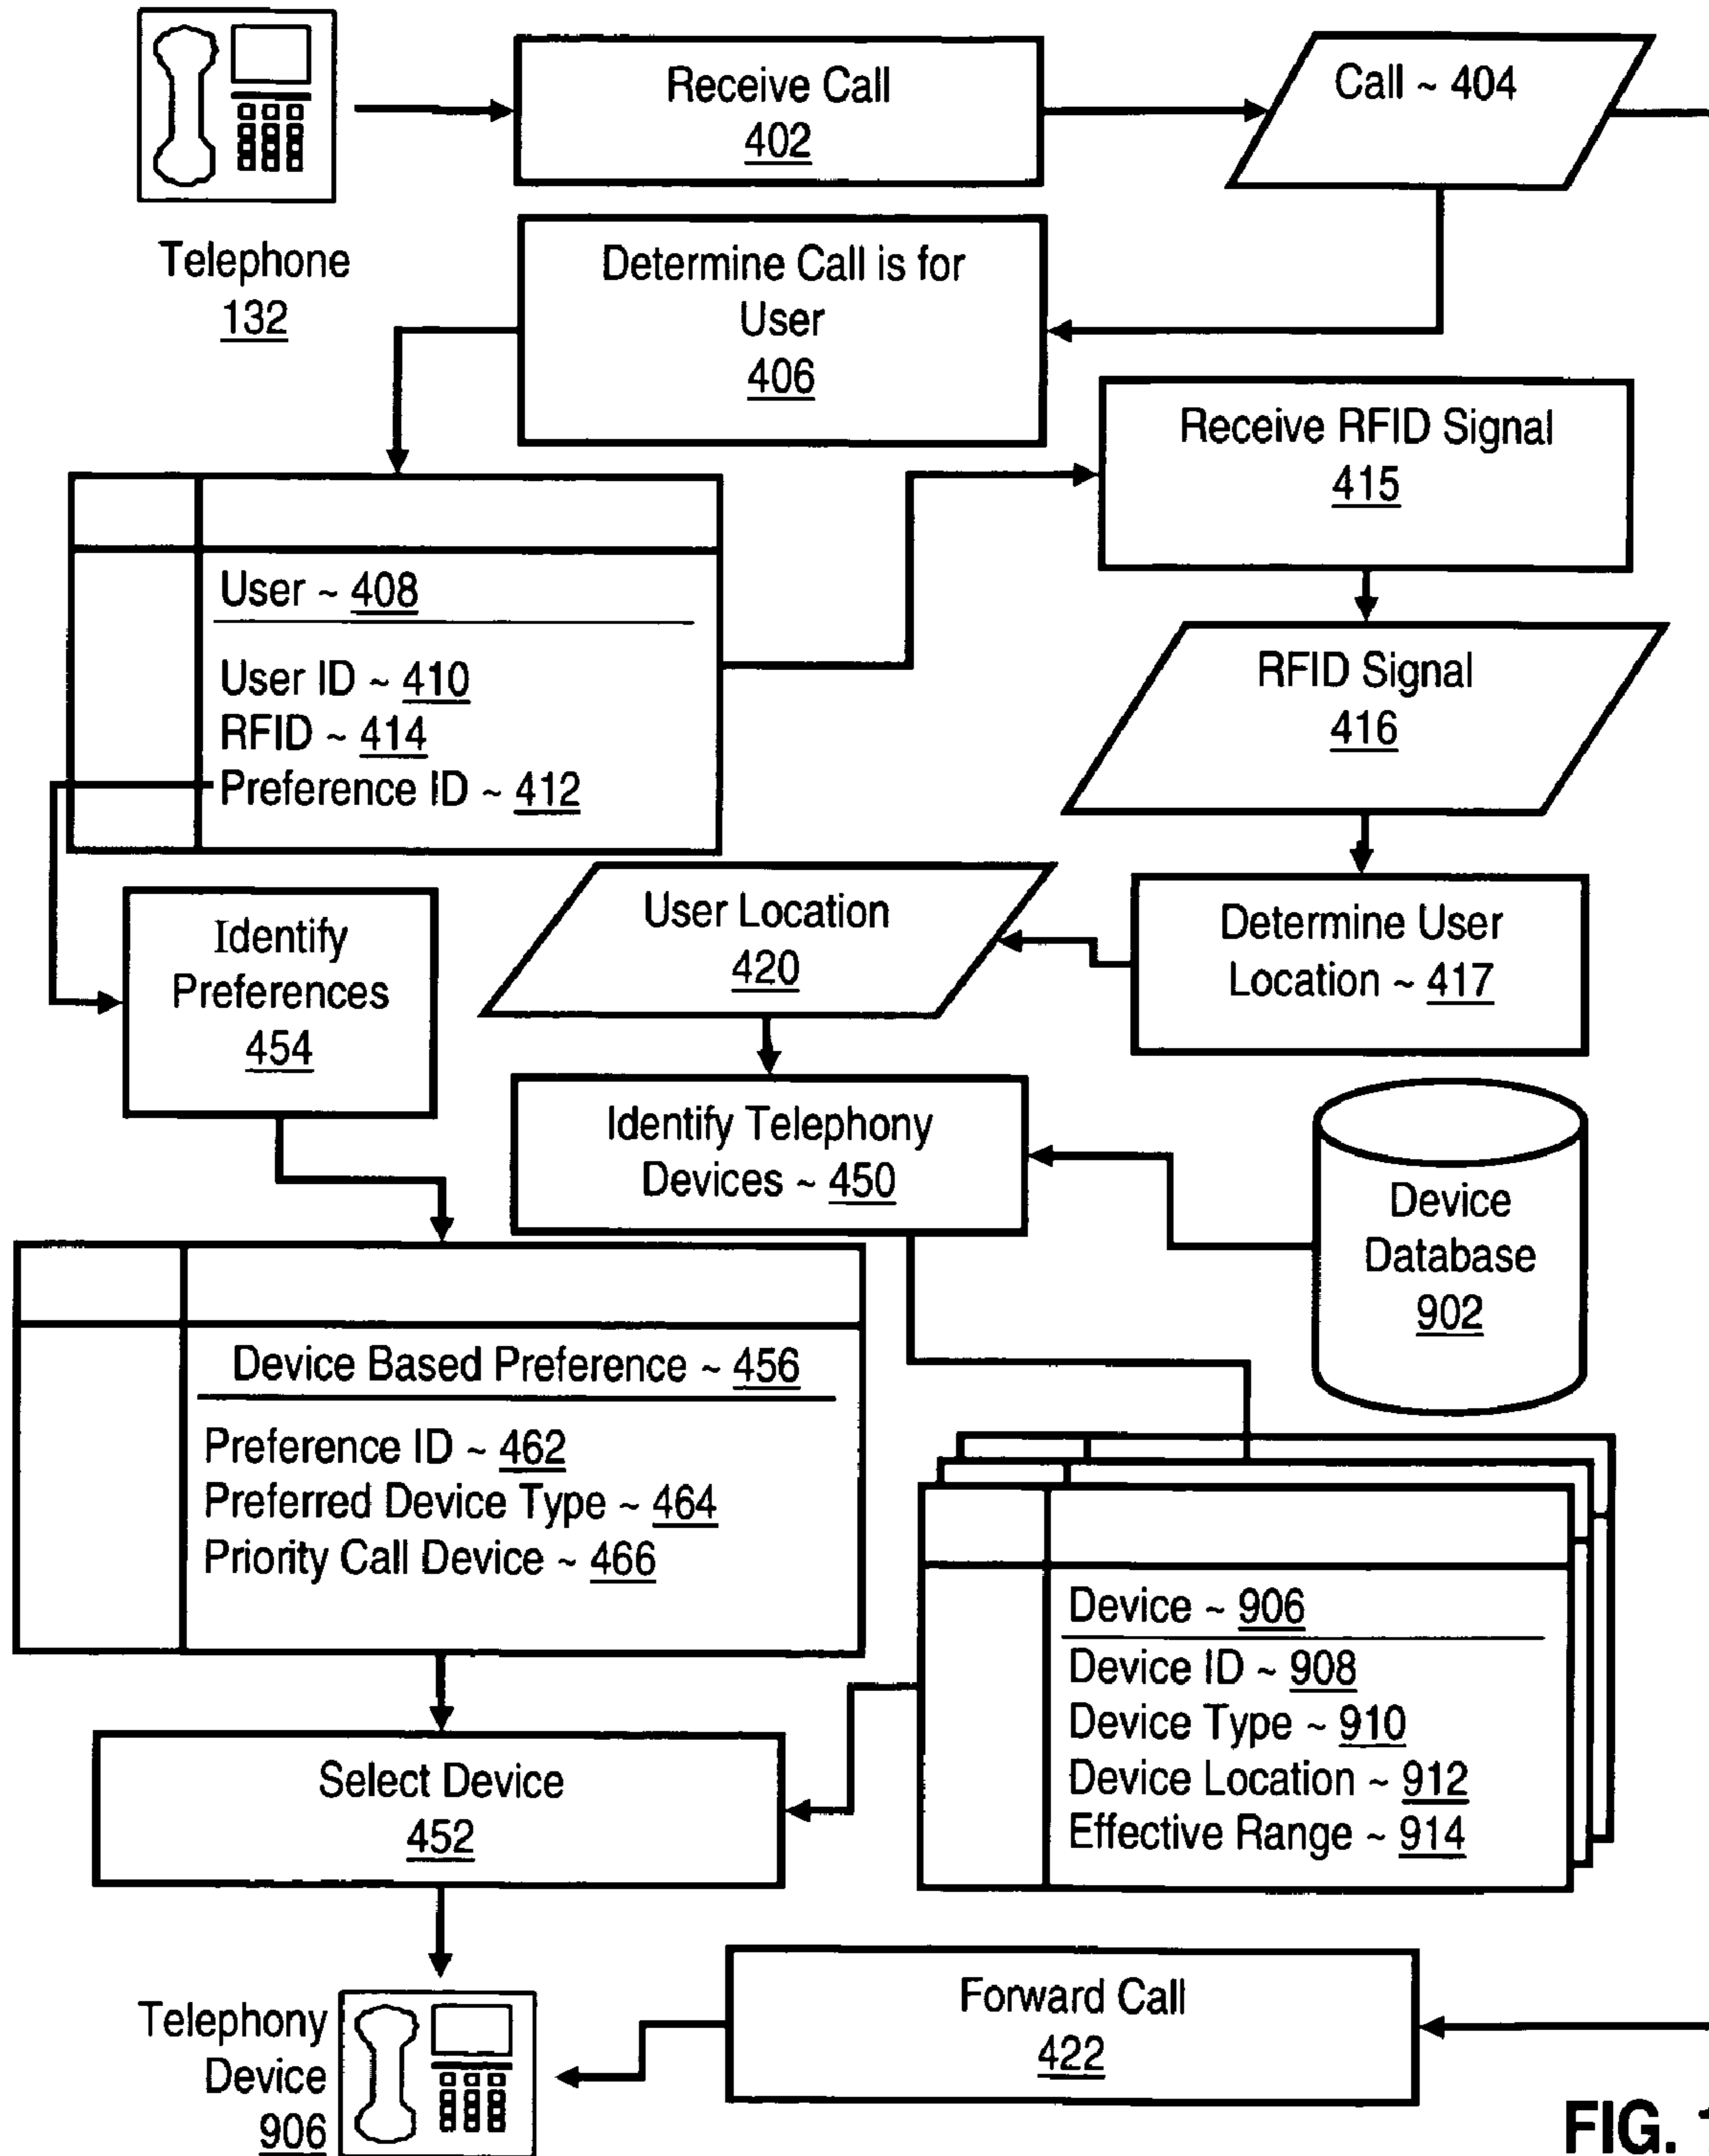 Receive Call
402
Call ~ 404
Telephone
132
Determine Call is for
User
406
Receive RFID Signal
415
User ~ 408
User ID ~ 410
RFID ~ 414
Preference ID ~ 412
RFID Signal
416
User Location
420
Determine User
Location ~ 417
Identify
Preferences
454
Identify Telephony
Devices ~ 450
Device
Database
902
Device Based Preference ~ 456
Preference ID ~ 462
Preferred Device Type ~ 464
Priority Call Device ~ 466
Device ~ 906
Device ID ~ 908
Device Type ~ 910
Device Location ~ 912
Effective Range ~ 914
Select Device
452
Telephony
Device
906
Forward Call
422
FIG.